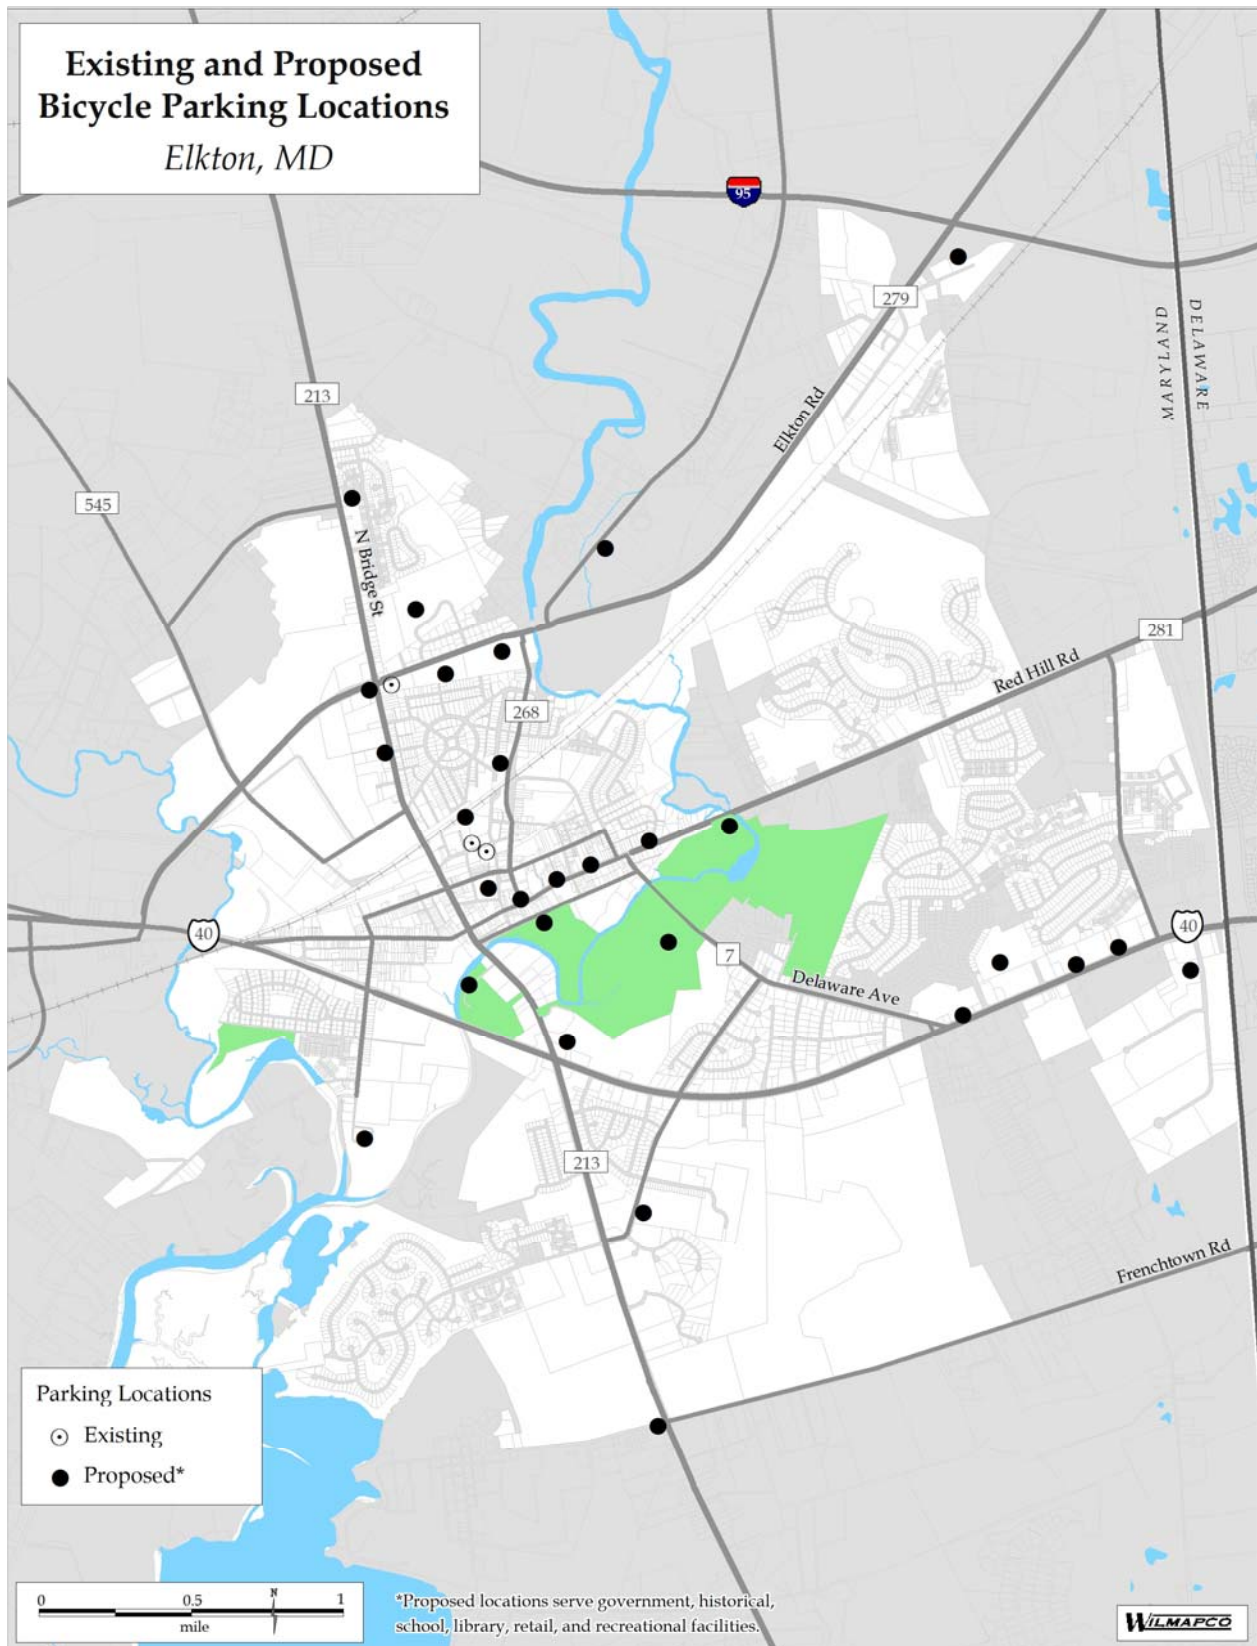 Existing and Proposed
Bicycle Parking Locations
Elkton, MD
95
279
DELAWARE
MARYLAND
213
Elkton Rd
545
N Bridge St
281
Red Hill Rd
268
40
40
7
Delaware Ave
213
Frenchtown Rd
Parking Locations
Existing
Proposed*
0 0.5 N 1
mile
*Proposed locations serve government, historical,
school, library, retail, and recreational facilities.
WILMAPCO